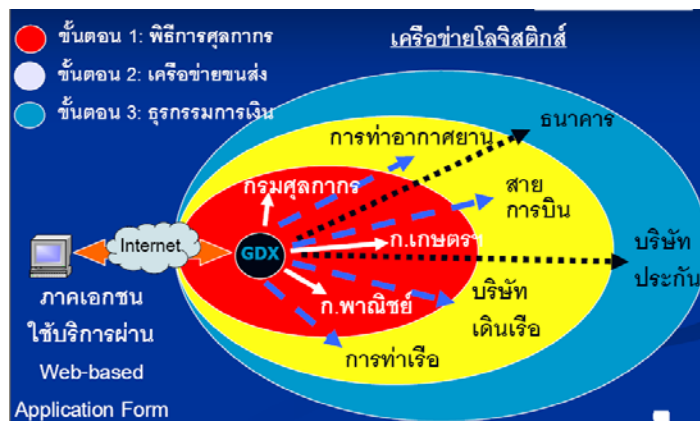 ขั้นตอน 1: พิธีการศุลกากร
ขั้นตอน 2: เครือข่ายขนส่ง
ขั้นตอน 3: ธุรกรรมการเงิน
เครือข่ายโลจิสติกส์
ธนาคาร
การท่าอากาศยาน
กรมศุลกากร
สาย
การบิน
Internet
GDX
ก.เกษตรฯ
บริษัท
ประกัน
ก.พาณิชย์
บริษัท
เดินเรือ
การท่าเรือ
ภาคเอกชน
ใช้บริการผ่าน
Web-based
Application Form